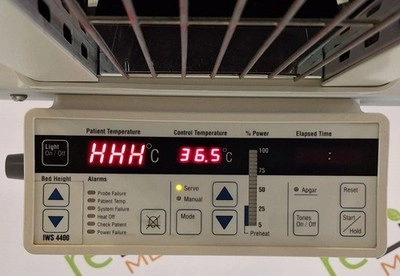 Patient Temperature
Control Temperature
% Power
Elapsed Time
Light
On / Off
HHH °C
36.5 °C
100
75
50
25
5
Preheat
:
Bed Height
Alarms
Probe Failure
Patient Temp.
System Failure
Heat Off
Check Patient
Power Failure
Servo
Manual
Mode
Apgar
Reset
Tones
On / Off
Start/
Hold
IWS 4400